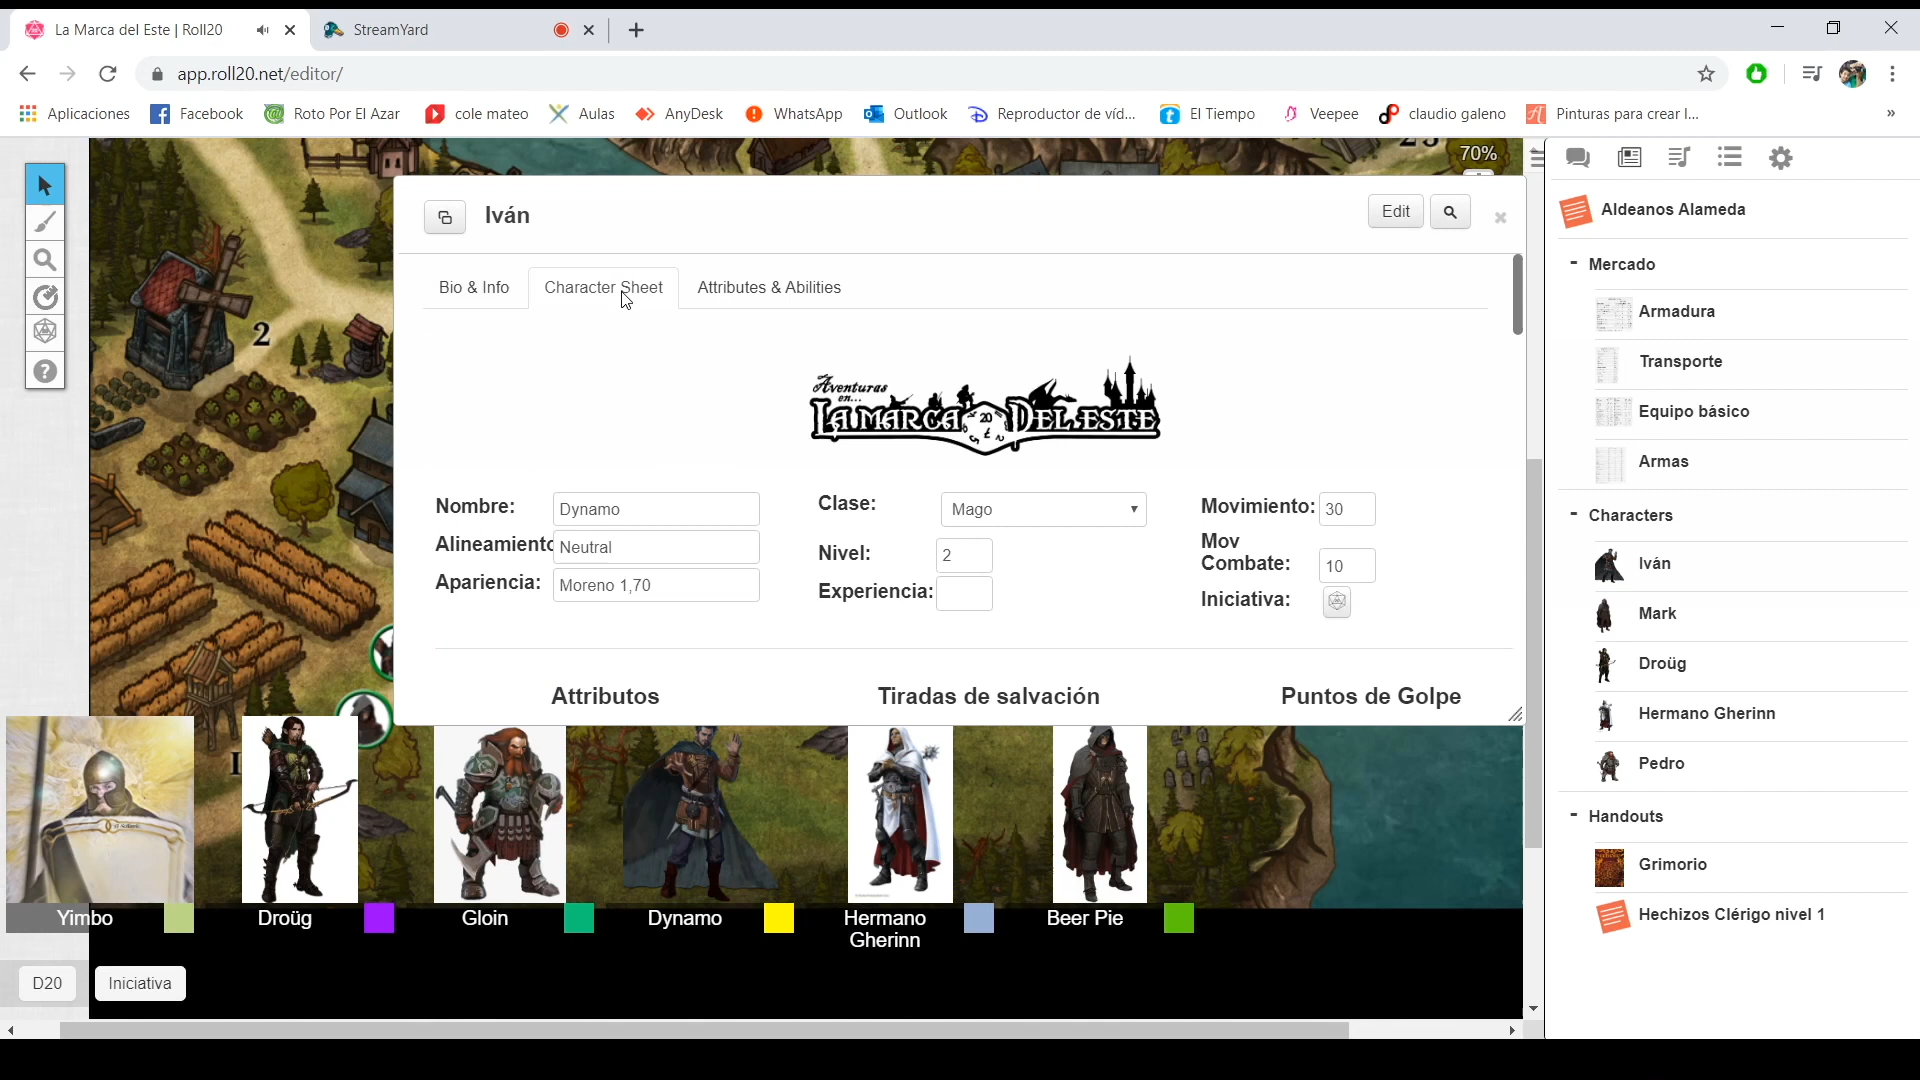 La Marca del Este | Roll20
StreamYard
app.roll20.net/editor/
Aplicaciones
Facebook
Roto Por El Azar
cole mateo
Aulas
AnyDesk
WhatsApp
Outlook
Reproductor de víd...
El Tiempo
Veepee
claudio galeno
Pinturas para crear l...
»
70%
2
Iván
Edit
Bio & Info
Character Sheet
Attributes & Abilities
Aventuras
en...
LA MARCA DEL ESTE
20
Nombre:
Dynamo
Alineamiento
Neutral
Apariencia:
Moreno 1,70
Clase:
Mago
Nivel:
2
Experiencia:
Movimiento:
30
Mov
Combate:
10
Iniciativa:
Attributos
Tiradas de salvación
Puntos de Golpe
Yimbo
Droüg
Gloin
Dynamo
Hermano
Gherinn
Beer Pie
D20
Iniciativa
Aldeanos Alameda
Mercado
Armadura
Transporte
Equipo básico
Armas
Characters
Iván
Mark
Droüg
Hermano Gherinn
Pedro
Handouts
Grimorio
Hechizos Clérigo nivel 1